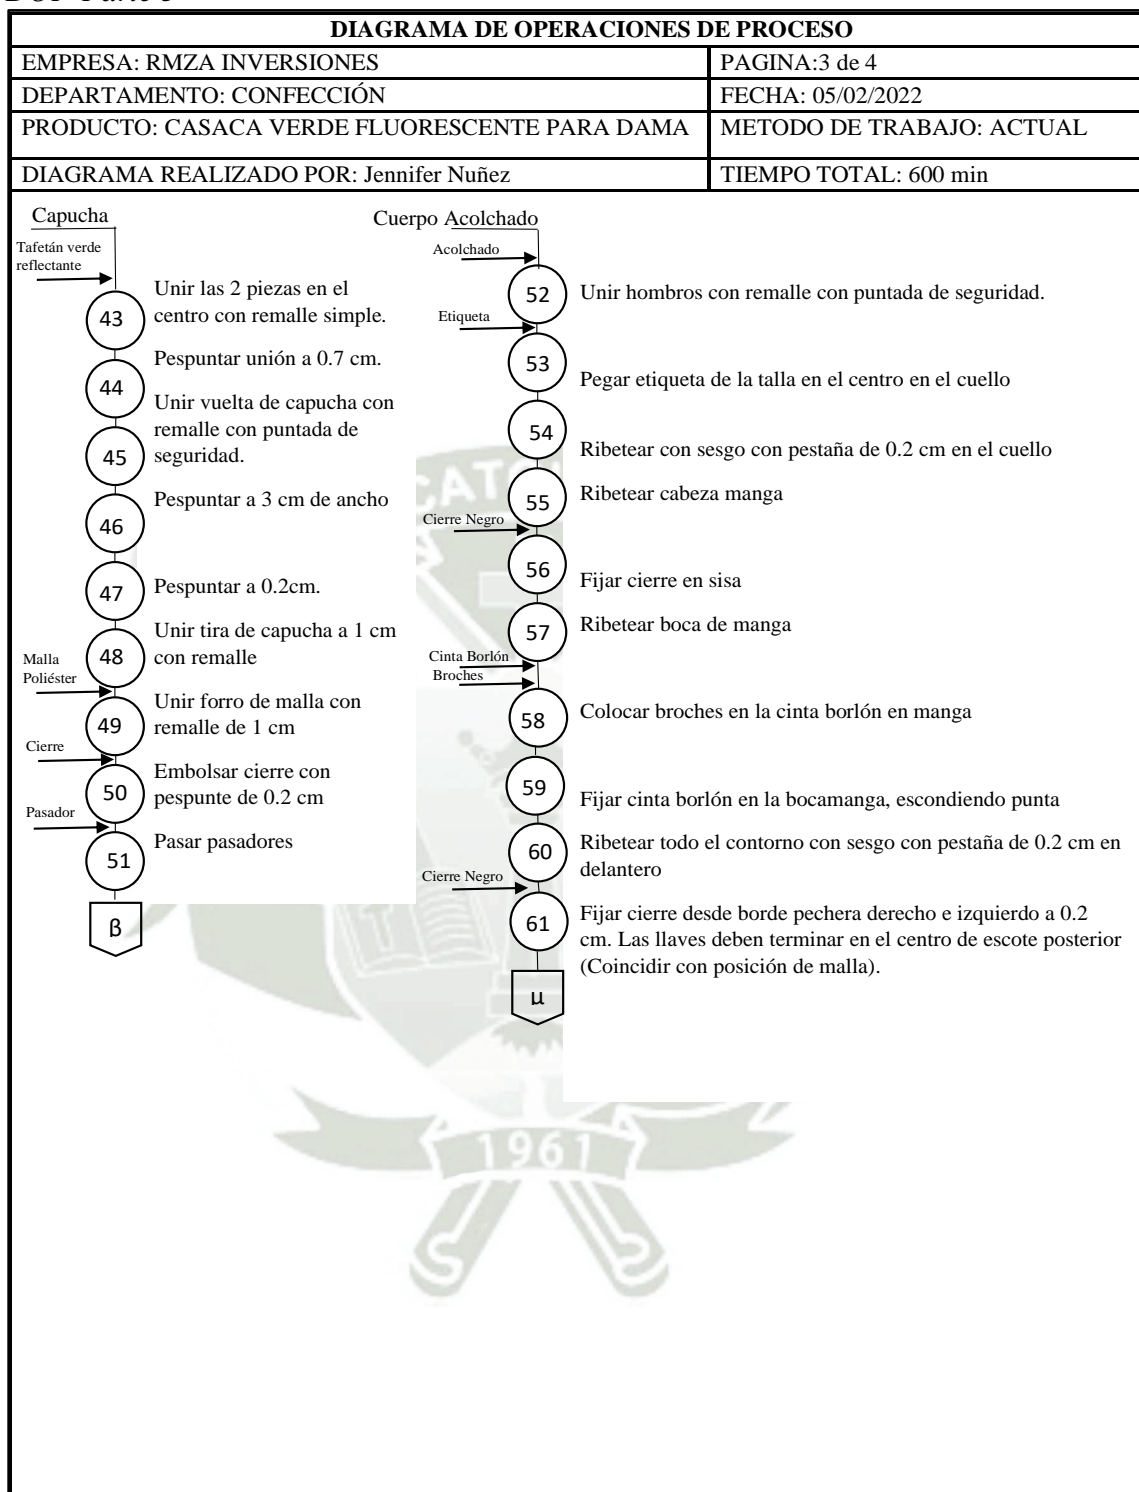 DIAGRAMA DE OPERACIONES DE PROCESO
EMPRESA: RMZA INVERSIONES
PAGINA:3 de 4
DEPARTAMENTO: CONFECCIÓN
FECHA: 05/02/2022
PRODUCTO: CASACA VERDE FLUORESCENTE PARA DAMA
METODO DE TRABAJO: ACTUAL
DIAGRAMA REALIZADO POR: Jennifer Nuñez
TIEMPO TOTAL: 600 min
Capucha
Tafetán verde
reflectante
43
Unir las 2 piezas en el
centro con remalle simple.
44
Pespuntar unión a 0.7 cm.
45
Unir vuelta de capucha con
remalle con puntada de
seguridad.
46
Pespuntar a 3 cm de ancho
47
Pespuntar a 0.2cm.
48
Unir tira de capucha a 1 cm
con remalle
Malla
Poliéster
49
Unir forro de malla con
remalle de 1 cm
Cierre
50
Embolsar cierre con
pespunte de 0.2 cm
Pasador
51
Pasar pasadores
β
Cuerpo Acolchado
Acolchado
52
Unir hombros con remalle con puntada de seguridad.
Etiqueta
53
Pegar etiqueta de la talla en el centro en el cuello
54
Ribetear con sesgo con pestaña de 0.2 cm en el cuello
55
Ribetear cabeza manga
Cierre Negro
56
Fijar cierre en sisa
57
Ribetear boca de manga
Cinta Borlón
Broches
58
Colocar broches en la cinta borlón en manga
59
Fijar cinta borlón en la bocamanga, escondiendo punta
60
Ribetear todo el contorno con sesgo con pestaña de 0.2 cm en
delantero
Cierre Negro
61
Fijar cierre desde borde pechera derecho e izquierdo a 0.2
cm. Las llaves deben terminar en el centro de escote posterior
(Coincidir con posición de malla).
µ
1961